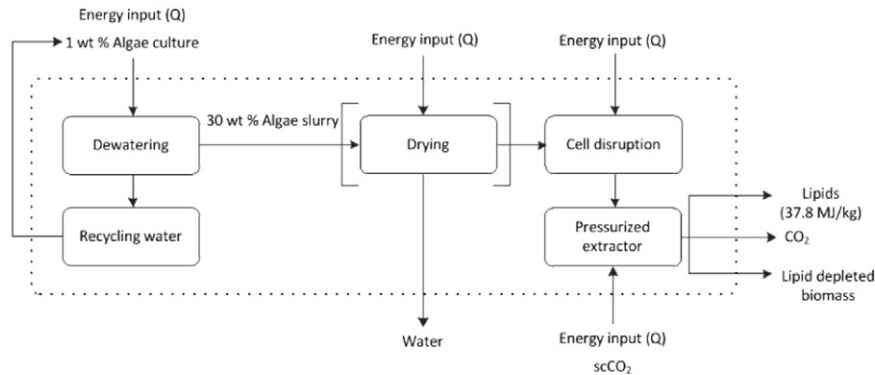 Energy input (Q)
1 wt % Algae culture
Energy input (Q)
Energy input (Q)
30 wt % Algae slurry
Dewatering
Drying
Cell disruption
Recycling water
Pressurized
extractor
Lipids
(37.8 MJ/kg)
CO₂
Lipid depleted
biomass
Water
Energy input (Q)
scCO₂